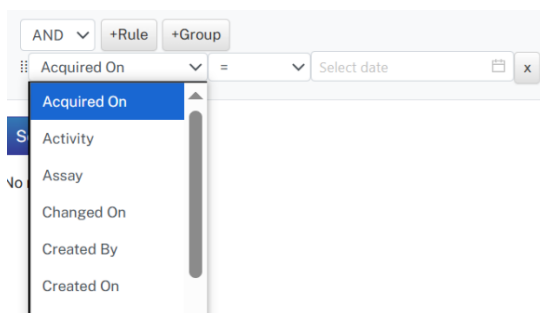 AND +Rule +Group
Acquired On = Select date x
Acquired On
Activity
Assay
Changed On
Created By
Created On